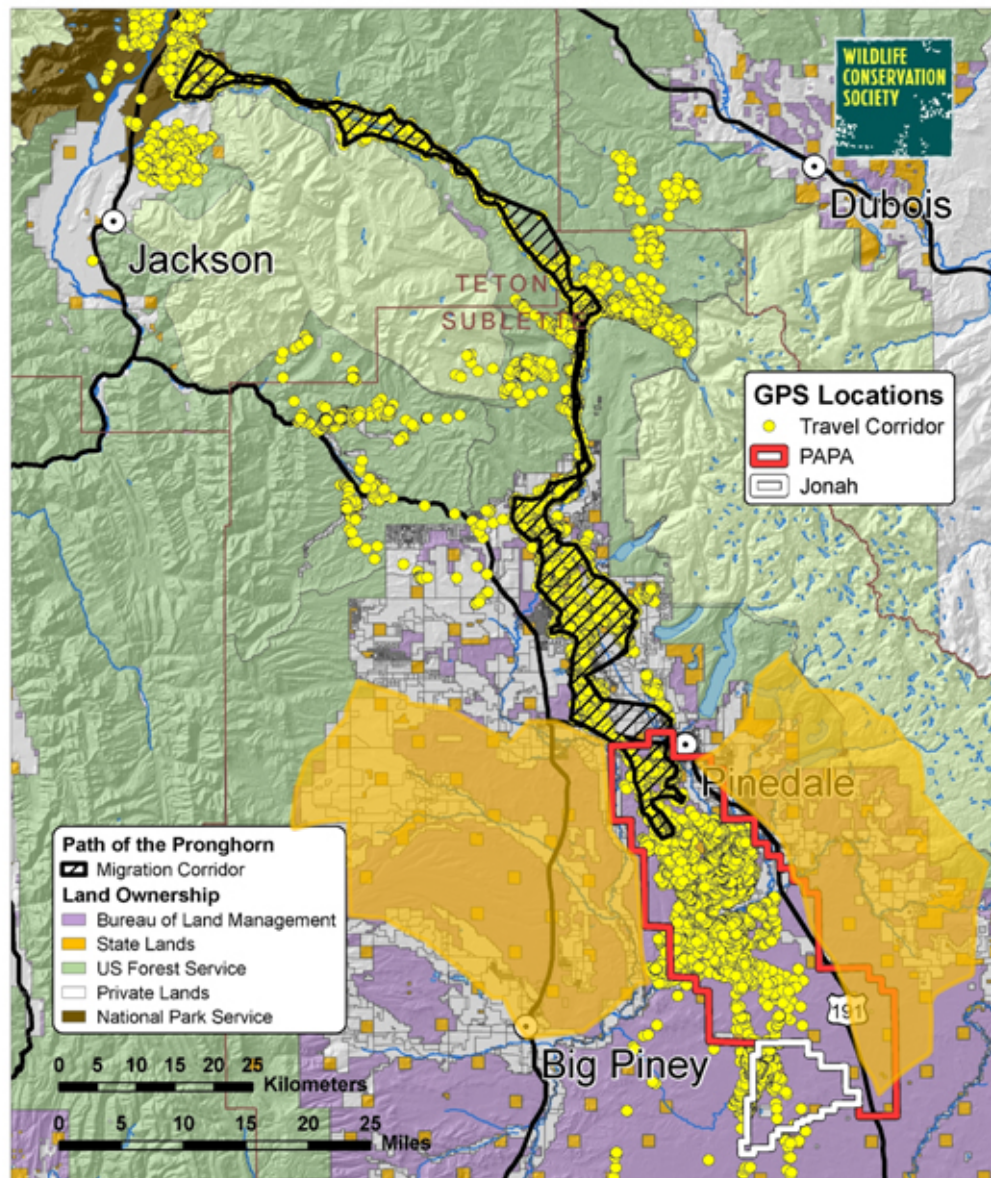 WILDLIFE
CONSERVATION
SOCIETY
Dubois
Jackson
TETON
SUBLETTE
GPS Locations
Travel Corridor
PAPA
Jonah
Pinedale
Path of the Pronghorn
Migration Corridor
Land Ownership
Bureau of Land Management
State Lands
US Forest Service
Private Lands
National Park Service
191
Big Piney
0 5 10 15 20 25
Kilometers
0 5 10 15 20 25
Miles